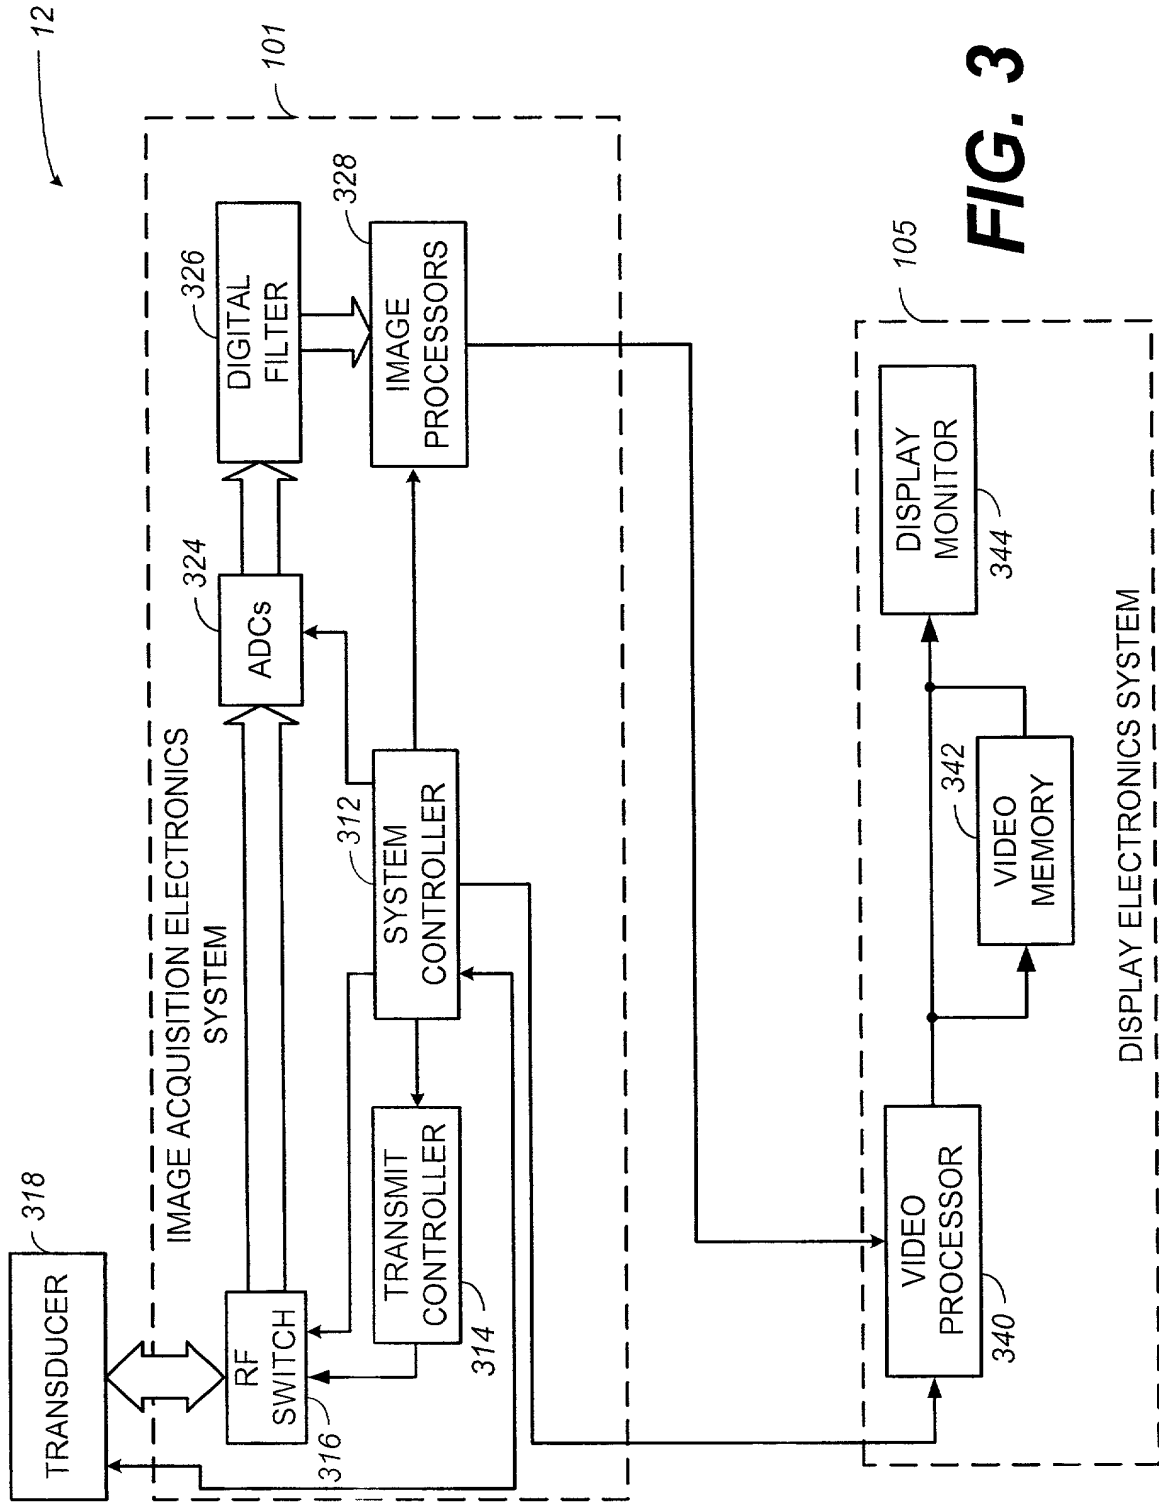 12
318
TRANSDUCER
101
IMAGE ACQUISITION ELECTRONICS
SYSTEM
RF
SWITCH
316
324
ADCs
326
DIGITAL
FILTER
TRANSMIT
CONTROLLER
314
312
SYSTEM
CONTROLLER
328
IMAGE
PROCESSORS
105
VIDEO
PROCESSOR
340
342
VIDEO
MEMORY
DISPLAY
MONITOR
344
DISPLAY ELECTRONICS SYSTEM
FIG. 3